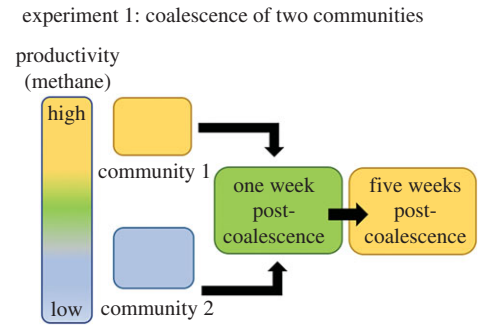 experiment 1: coalescence of two communities
productivity
(methane)
high
low
community 1
community 2
one week
post-
coalescence
five weeks
post-
coalescence